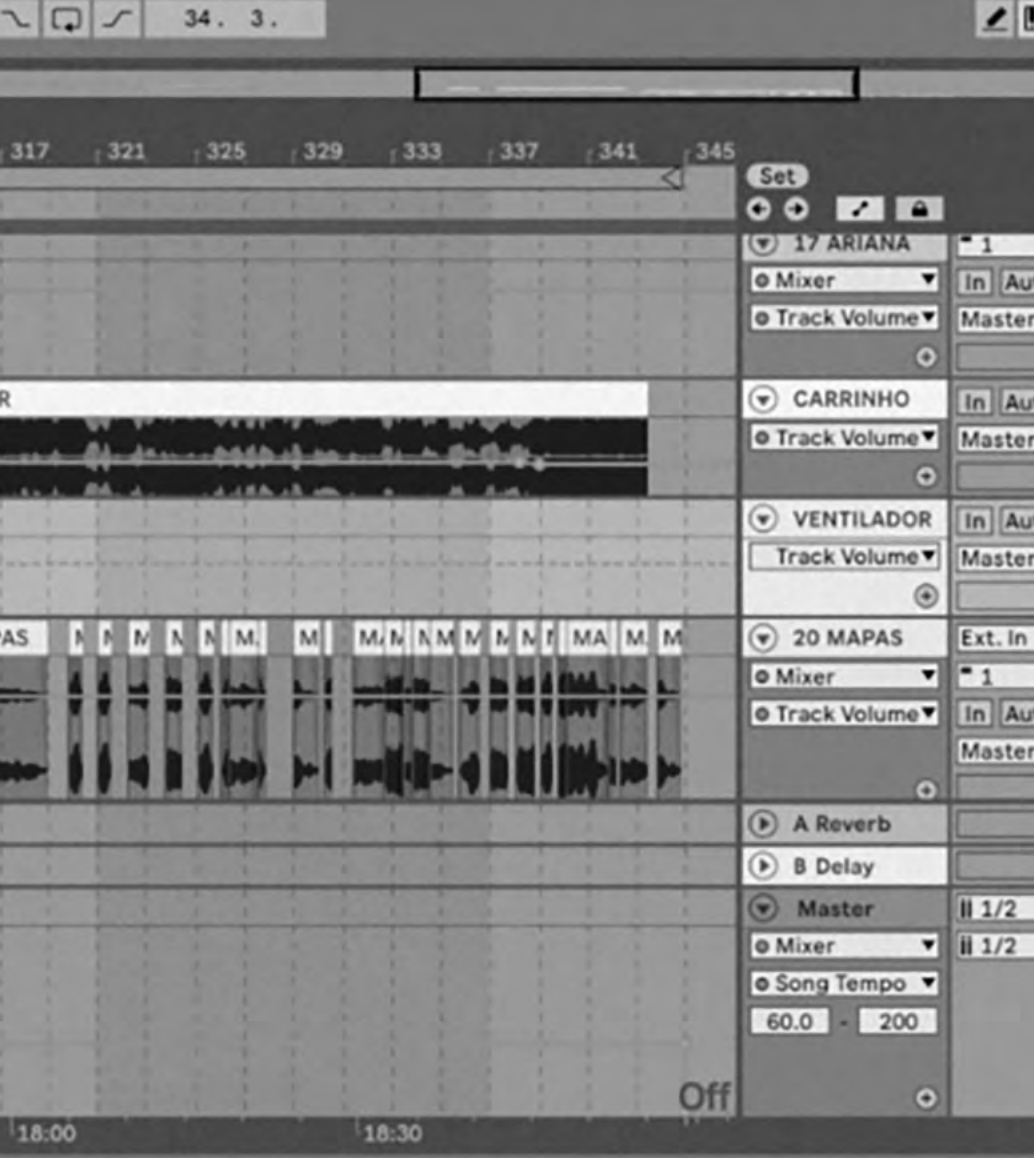 34. 3.
317 321 325 329 333 337 341 345
Set
17 ARIANA
1
Mixer
In
Track Volume
Master
R
CARRINHO
In
Track Volume
Master
VENTILADOR
In
Track Volume
Master
M M M M M M. M MA M M M M M M MA M. M
20 MAPAS
Ext. In
Mixer
1
Track Volume
In
Master
A Reverb
B Delay
Master
1/2
Mixer
1/2
Song Tempo
60.0 - 200
Off
18:00 18:30